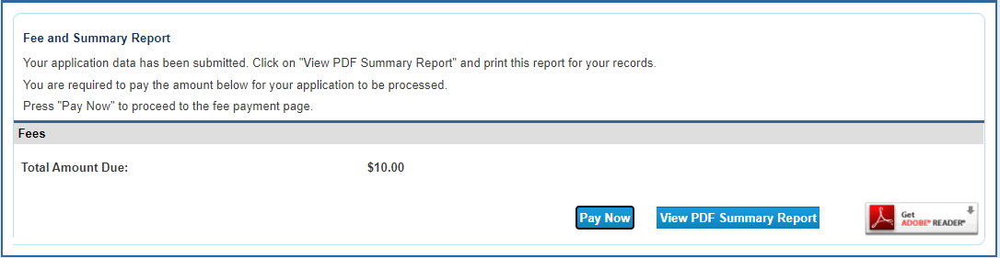 Fee and Summary Report
Your application data has been submitted. Click on "View PDF Summary Report" and print this report for your records.
You are required to pay the amount below for your application to be processed.
Press "Pay Now" to proceed to the fee payment page.
Fees
Total Amount Due: $10.00
Pay Now View PDF Summary Report
Get
ADOBE® READER®